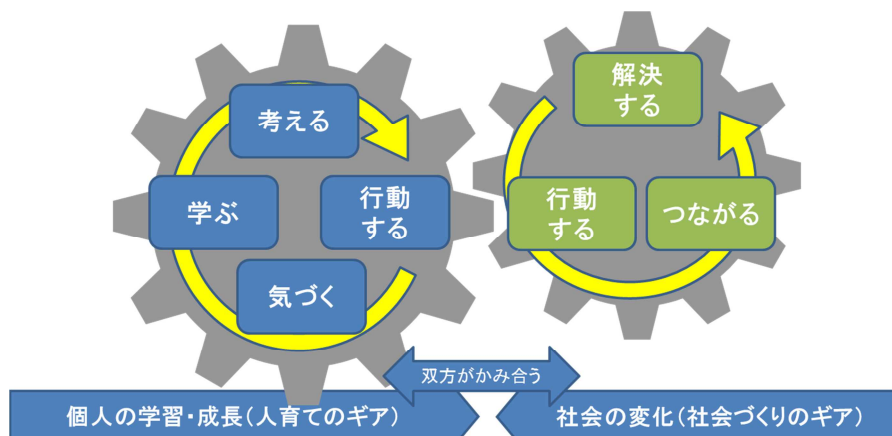 考える
学ぶ
行動
する
気づく
解決
する
行動
する
つながる
双方がかみ合う
個人の学習・成長(人育てのギア)
社会の変化(社会づくりのギア)